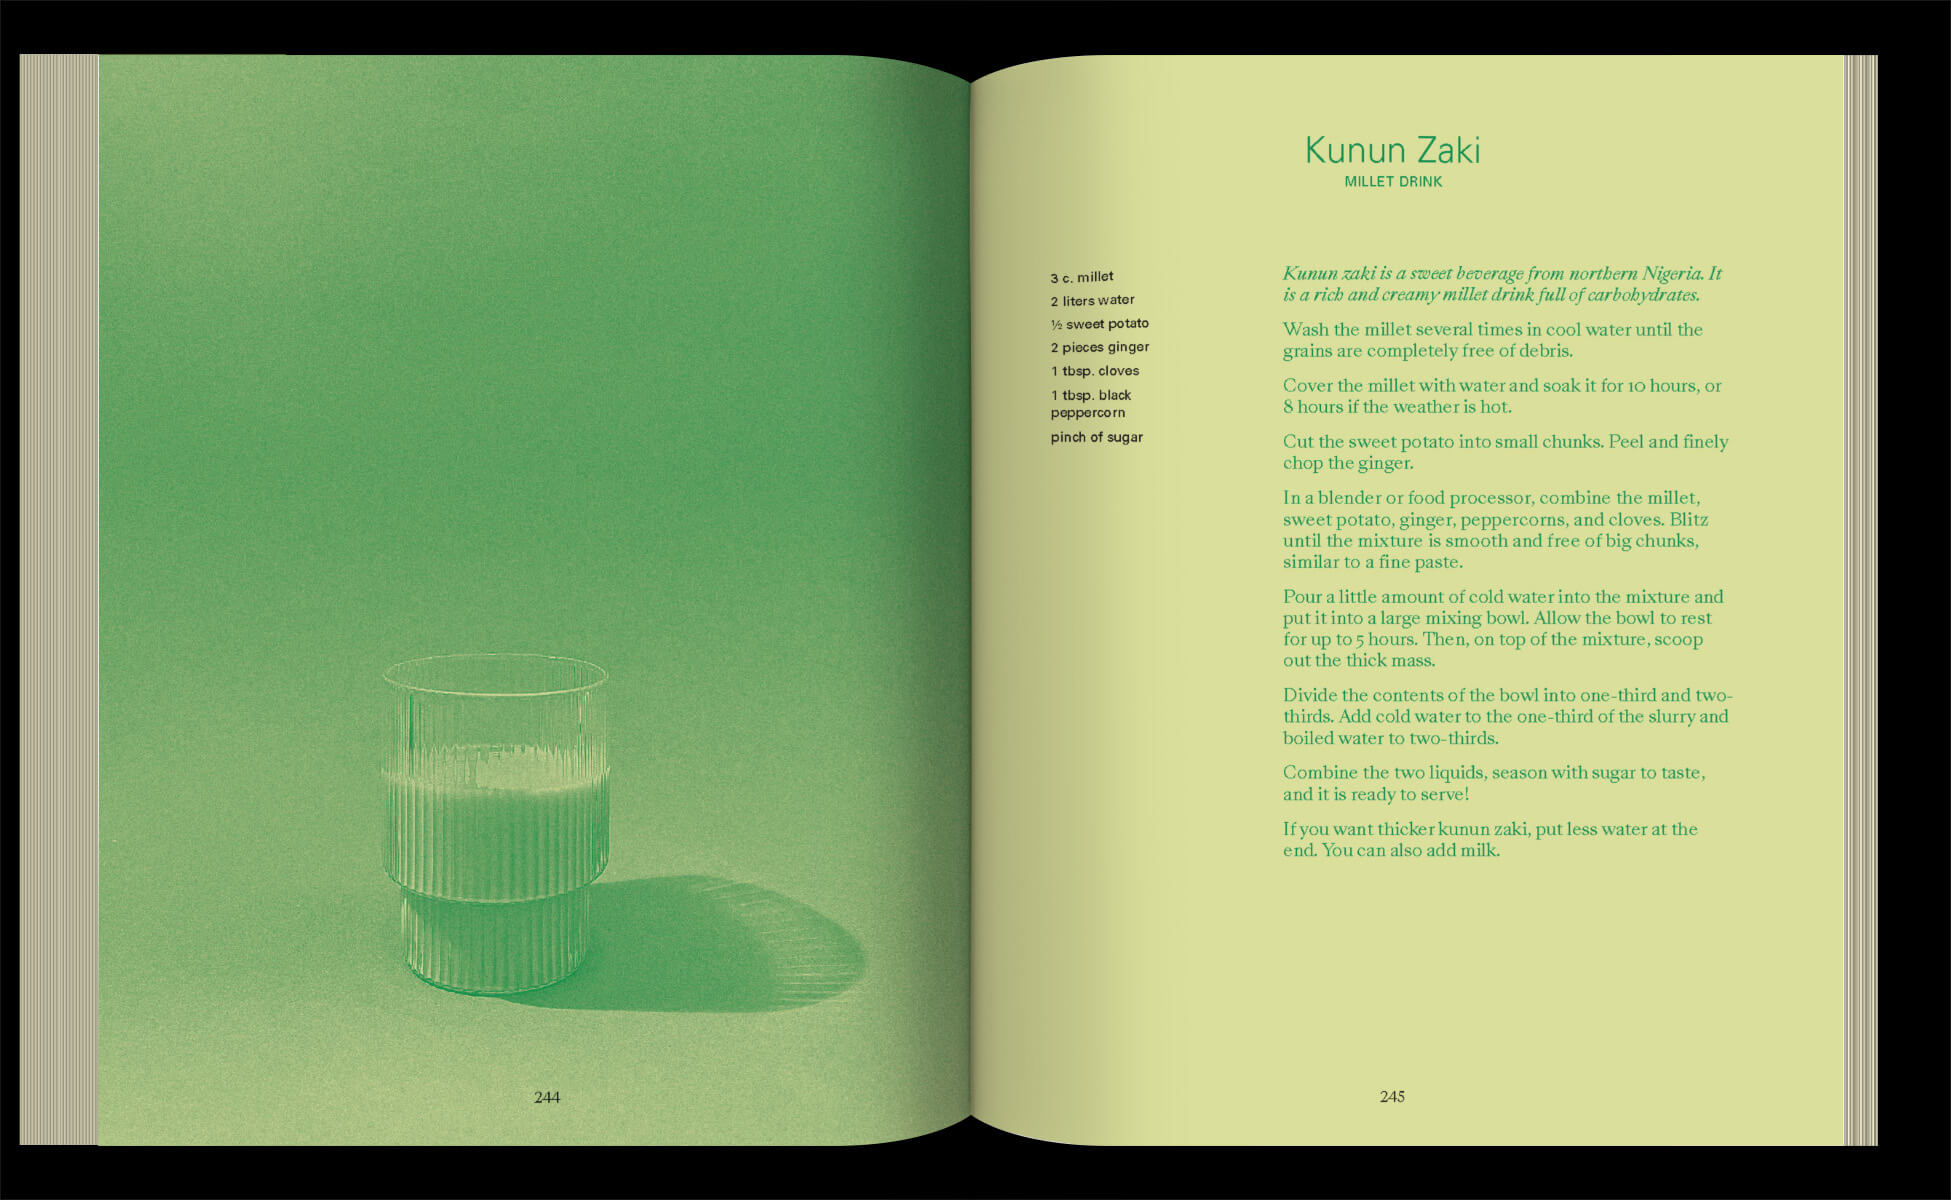 Kunun Zaki
MILLET DRINK
3 c. millet
2 liters water
½ sweet potato
2 pieces ginger
1 tbsp. cloves
1 tbsp. black
peppercorn
pinch of sugar
Kunun zaki is a sweet beverage from northern Nigeria. It
is a rich and creamy millet drink full of carbohydrates.
Wash the millet several times in cool water until the
grains are completely free of debris.
Cover the millet with water and soak it for 10 hours, or
8 hours if the weather is hot.
Cut the sweet potato into small chunks. Peel and finely
chop the ginger.
In a blender or food processor, combine the millet,
sweet potato, ginger, peppercorns, and cloves. Blitz
until the mixture is smooth and free of big chunks,
similar to a fine paste.
Pour a little amount of cold water into the mixture and
put it into a large mixing bowl. Allow the bowl to rest
for up to 5 hours. Then, on top of the mixture, scoop
out the thick mass.
Divide the contents of the bowl into one-third and two-
thirds. Add cold water to the one-third of the slurry and
boiled water to two-thirds.
Combine the two liquids, season with sugar to taste,
and it is ready to serve!
If you want thicker kunun zaki, put less water at the
end. You can also add milk.
244
245